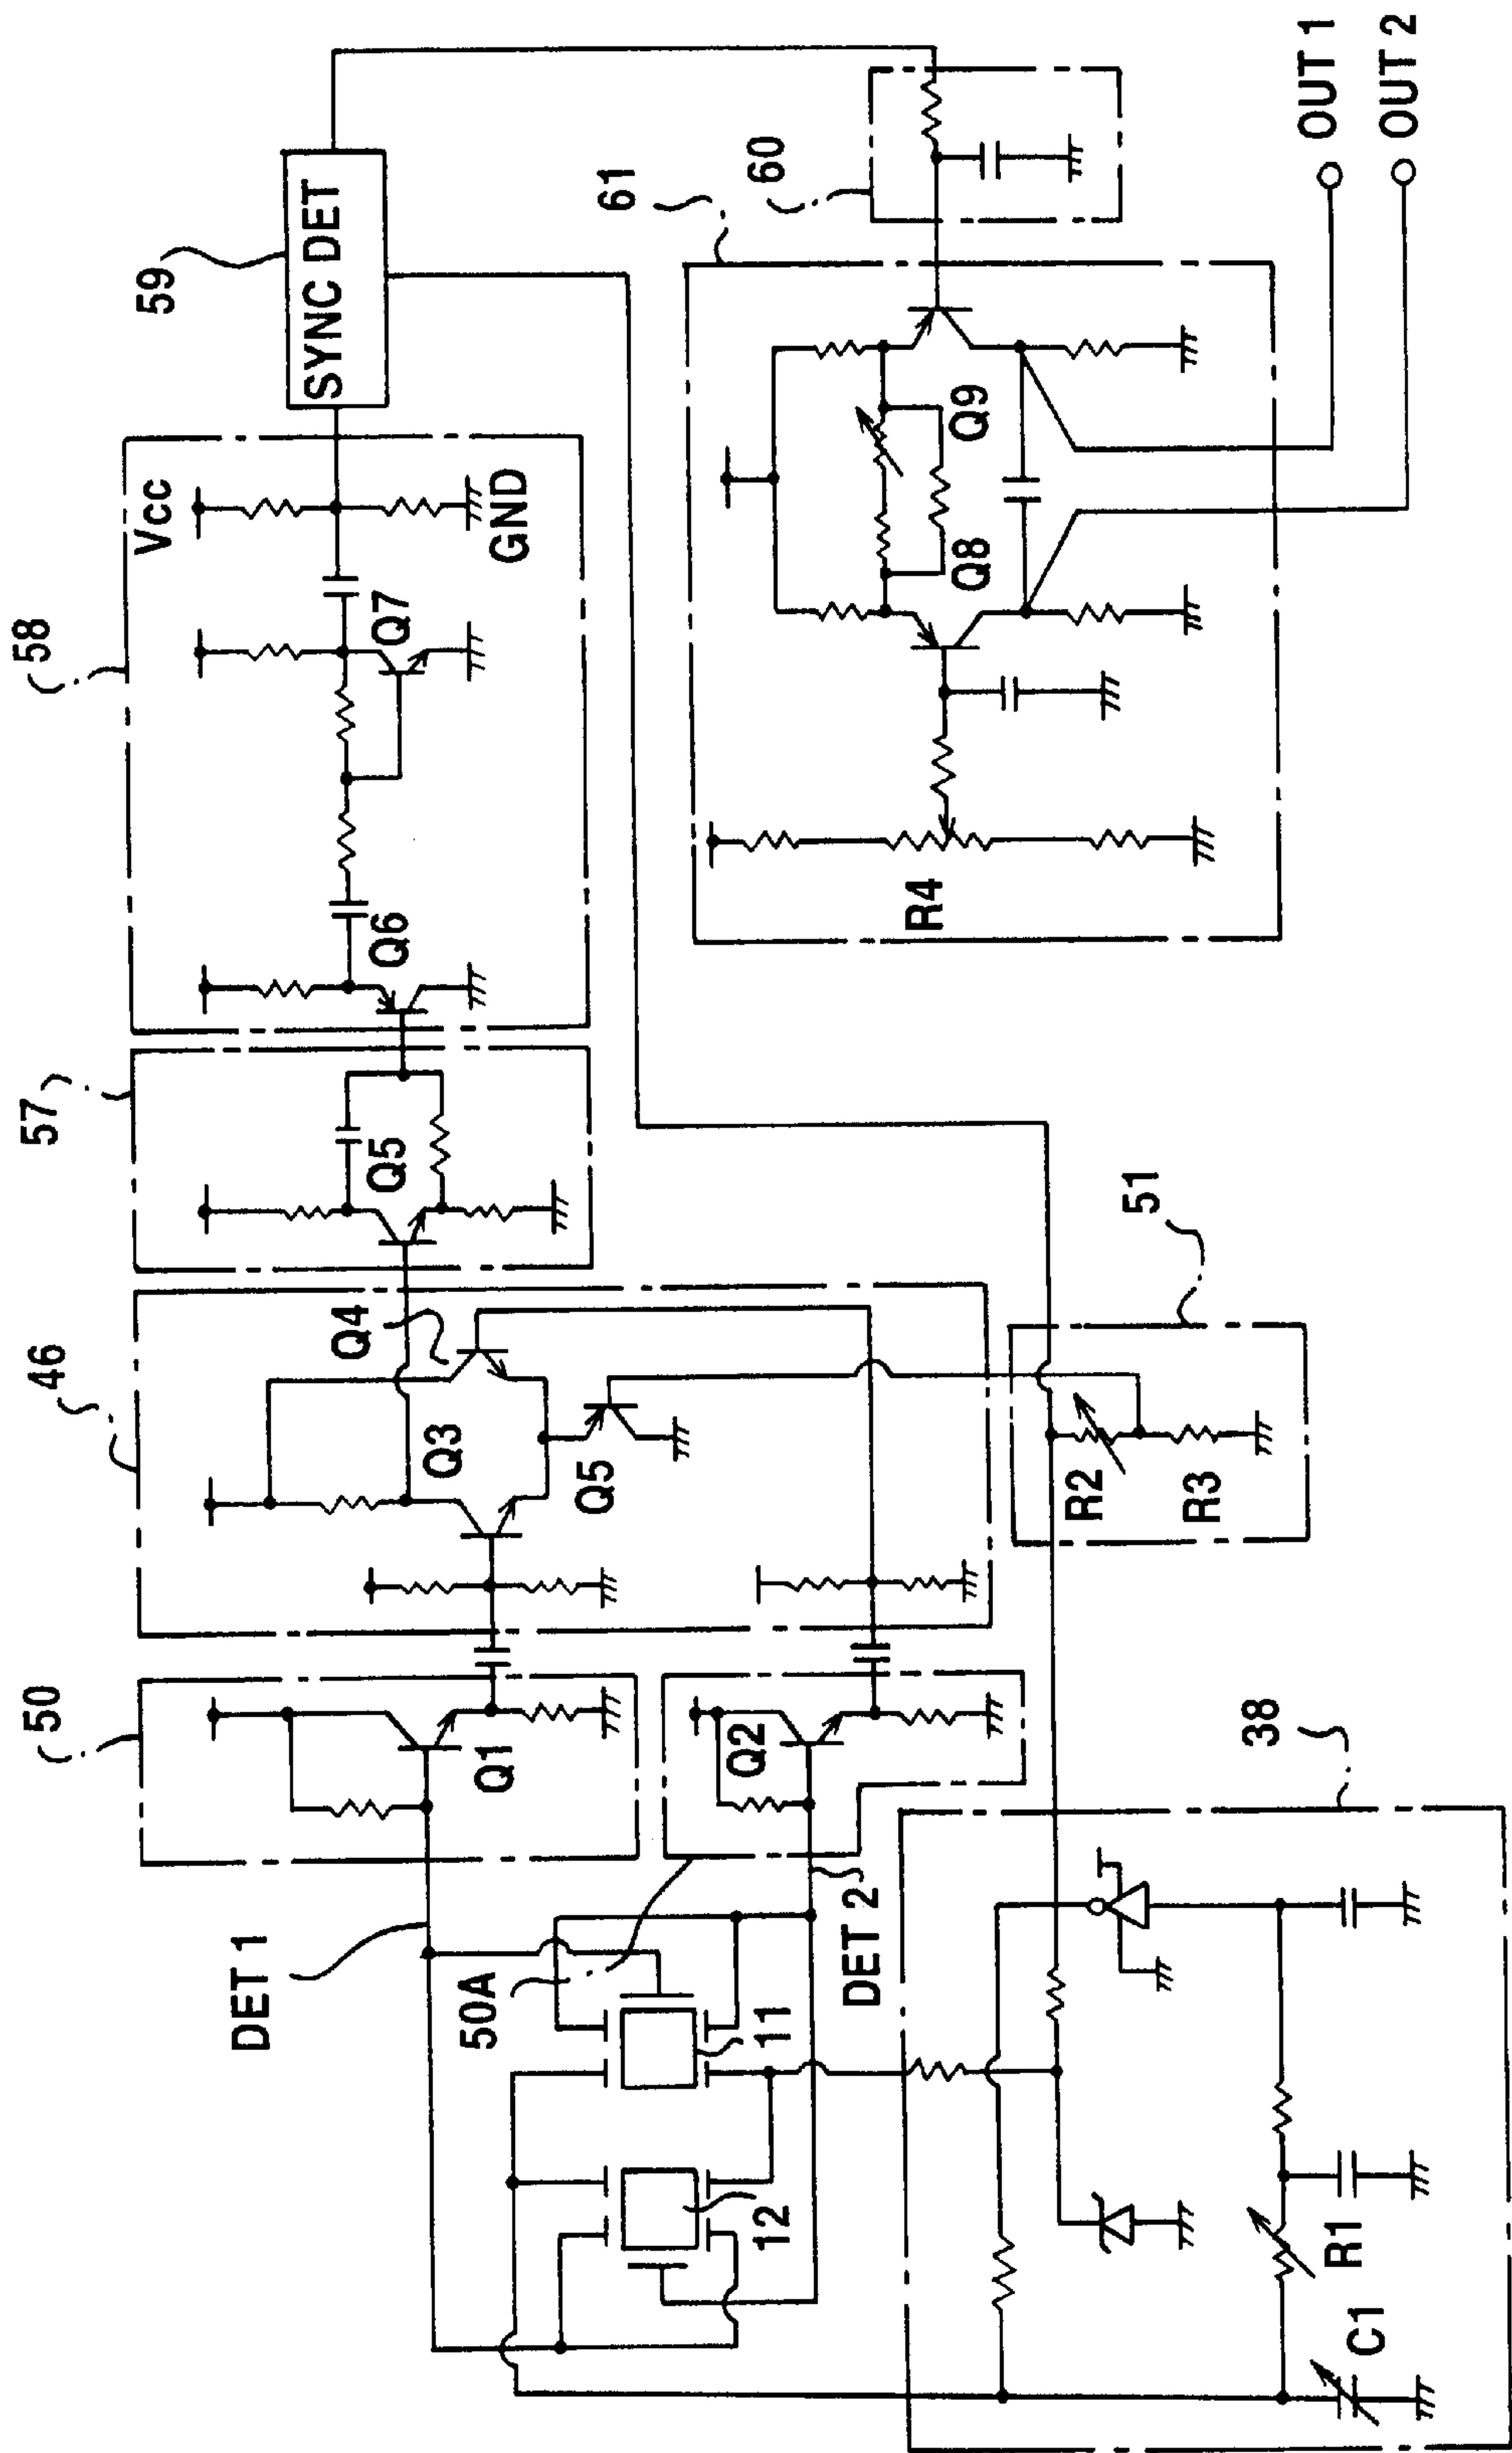 58
59
Vcc
SYNC DET
Q6
Q7
GND
57
Q5
46
Q4
Q3
Q5
50
Q1
Q2
DET 1
50A
11
12
DET 2
61
60
Q8
Q9
R4
OUT 1
OUT 2
51
R2
R3
38
R1
C1